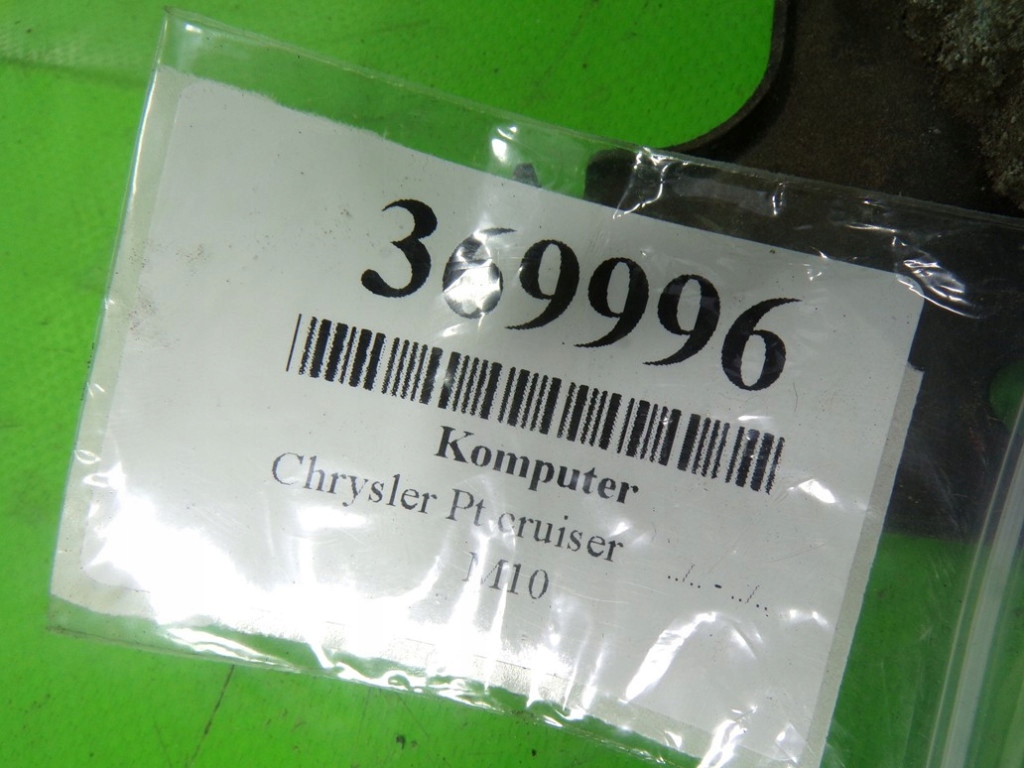 369996
Komputer
Chrysler Pt cruiser
../.. - ../..
M10